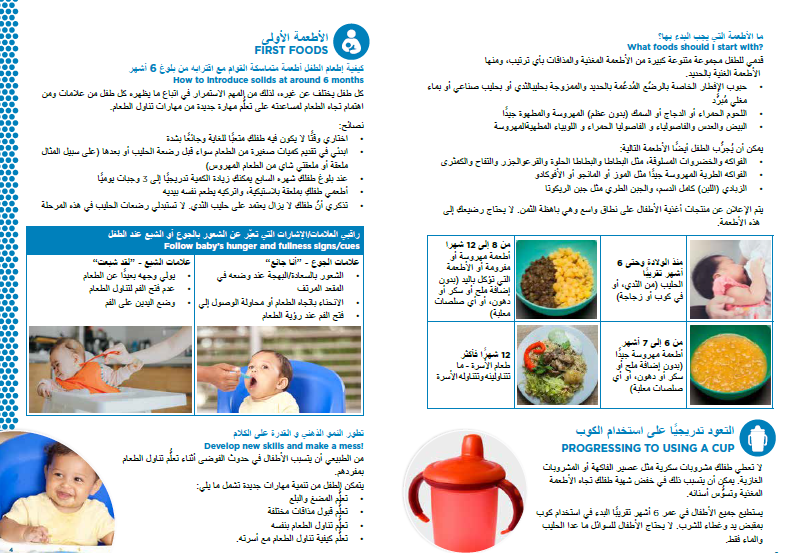 الأطعمة الأولى
FIRST FOODS
كيفية إطعام الطفل أطعمة متماسكة القوام مع اقترابه من بلوغ 6 أشهر
How to introduce solids at around 6 months
كل طفل يختلف عن غيره، لذلك من المهم الاستمرار في اتباع ما يظهره كل طفل من علامات ومن
اهتمام تجاه الطعام لمساعدته على تعلُّم مهارة جديدة من مهارات تناول الطعام.
نصائح:
• اختاري وقتًا لا يكون فيه طفلك متعبًا للغاية وجائعًا بشدة
• ابدئي في تقديم كميات صغيرة من الطعام سواء قبل رضعة الحليب أو بعدها (على سبيل المثال
ملعقة أو ملعقتي شاي من الطعام المهروس)
• عند بلوغ طفلكِ شهره السابع يمكنك زيادة الكمية تدريجيًا إلى 3 وجبات يوميًا
• أطعمي طفلكِ بملعقة بلاستيكية، واتركيه يطعم نفسه بيديه
• تذكري أنَّ طفلك لا يزال يعتمد على حليب الثدي. لا تستبدلي رضعات الحليب في هذه المرحلة
راقبي العلامات/الإشارات التي تعبّر عن الشعور بالجوع أو الشبع عند الطفل
Follow baby's hunger and fullness signs/cues
علامات الجوع - "أنا جائع"
• الشعور بالسعادة/البهجة عند وضعه في
المقعد المرتفع
• الانحناء باتجاه الطعام أو محاولة الوصول إلي
• فتح الفم عند رؤية الطعام
علامات الشبع - "لقد شبعت"
• يولي وجهه بعيدًا عن الطعام
• عدم فتح الفم لتناول الطعام
• وضع اليدين على الفم
تطور النمو الذهني و القدرة على الكلام
Develop new skills and make a mess!
من الطبيعي أن يتسبب الأطفال في حدوث الفوضى أثناء تعلُّم تناول الطعام
بمفردهم.
يتمكن الطفل من تنمية مهارات جديدة تشمل ما يلي:
• تعلُّم المضغ والبلع
• تعلُّم قبول مذاقات مختلفة
• تعلُّم تناول الطعام بنفسه
• تعلُّم كيفية تناول الطعام مع أسرته.
4
ما الأطعمة التي يجب البدء بها؟
What foods should I start with?
قدمي للطفل مجموعة متنوعة كبيرة من الأطعمة المغذية والمذاقات بأي ترتيب، ومنها
الأطعمة الغنية بالحديد.
• حبوب الإفطار الخاصة بالرضَّع المُدعَّمة بالحديد والممزوجة بحليبالثدي أو بحليب صناعي أو بماء
مغلي مُبرَّد
• اللحوم الحمراء أو الدجاج أو السمك (بدون عظم) المهروسة والمطهوة جيدًا
• البيض والعدس والفاصولياء و الفاصوليا الحمراء و اللوبياء المطهيةالمهروسة
يمكن أن يُجرِّب الطفل أيضًا الأطعمة التالية:
• الفواكه والخضروات المسلوقة، مثل البطاطا والبطاطا الحلوة والقرعوالجزر والتفاح والكمثرى
• الفواكه الطرية المهروسة جيدًا مثل الموز أو المانجو أو الأفوكادو
• الزبادي (اللبن) كامل الدسم، والجبن الطري مثل جبن الريكوتا
يتم الإعلان عن منتجات أغذية الأطفال على نطاق واسع وهي باهظة الثمن. لا يحتاج رضيعكِ إلى
هذه الأطعمة.
منذ الولادة وحتى 6
أشهر تقريبًا
الحليب (من الثدي، أو
في كوب أو زجاجة)
من 8 إلى 12 شهرا
أطعمة مهروسة أو
مفرومة أو الأطعمة
التي تؤكل باليد (بدون
إضافة ملح أو سكر أو
دهون، أو أي صلصات
معلبة)
من 6 إلى 7 أشهر
أطعمة مهروسة جيدًا
(بدون إضافة ملح أو
سكر أو دهون، أو أي
صلصات معلبة)
12 شهرًا فأكثر
طعام الأسرة - ما
تتناولينه وتتناوله الأسرة
التعود تدريجيًا على استخدام الكوب
PROGRESSING TO USING A CUP
لا تعطي طفلكِ مشروبات سكرية مثل عصير الفاكهة أو المشروبات
الغازية. يمكن أن يتسبب ذلك في خفض شهية طفلكِ تجاه الأطعمة
المغذية وتسوُّس أسنانه.
يستطيع جميع الأطفال في عمر 6 أشهر تقريبًا البدء في استخدام كوب
بمقبض يد وغطاء للشرب. لا يحتاج الأطفال للسوائل ما عدا الحليب
والماء فقط.